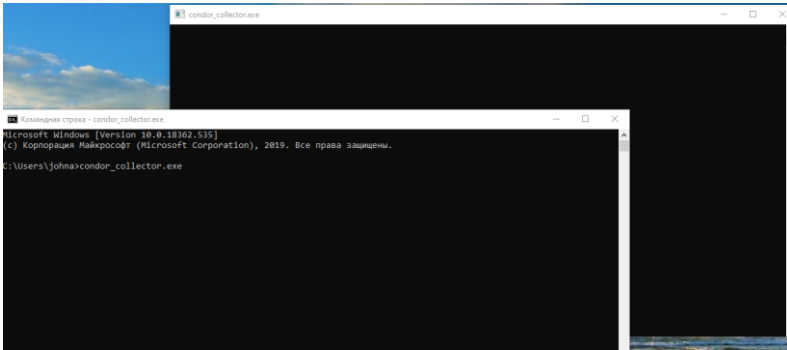 condor_collector.exe
Командная строка - condor_collector.exe
Microsoft Windows [Version 10.0.18362.535]
(c) Корпорация Майкрософт (Microsoft Corporation), 2019. Все права защищены.
C:\Users\johna>condor_collector.exe